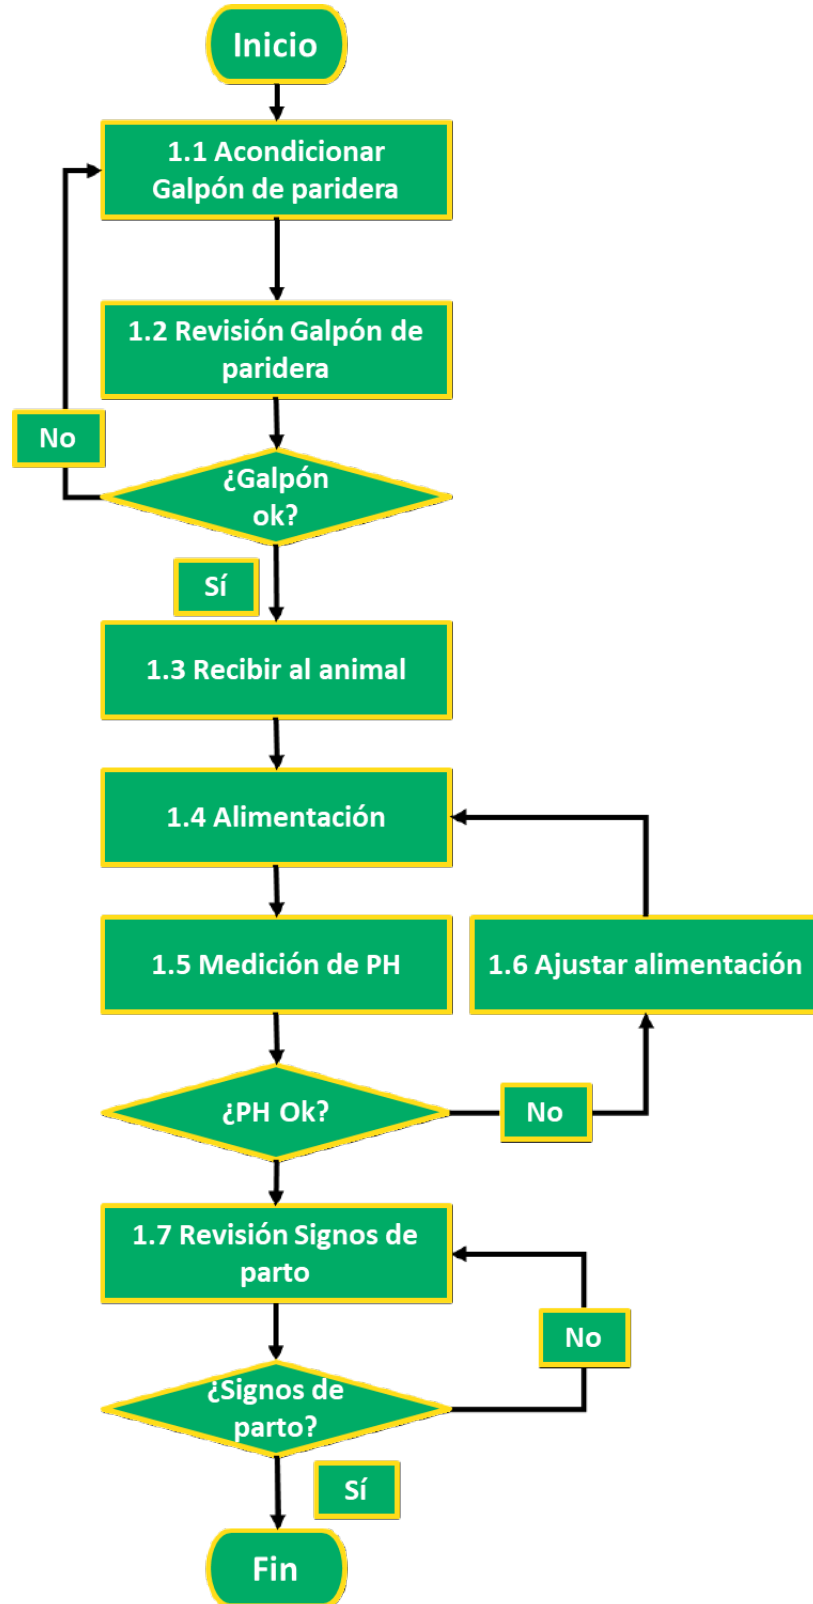 Inicio
1.1 Acondicionar
Galpón de paridera
1.2 Revisión Galpón de
paridera
No
¿Galpón
ok?
Sí
1.3 Recibir al animal
1.4 Alimentación
1.5 Medición de PH
1.6 Ajustar alimentación
¿PH Ok?
No
1.7 Revisión Signos de
parto
No
¿Signos de
parto?
Sí
Fin